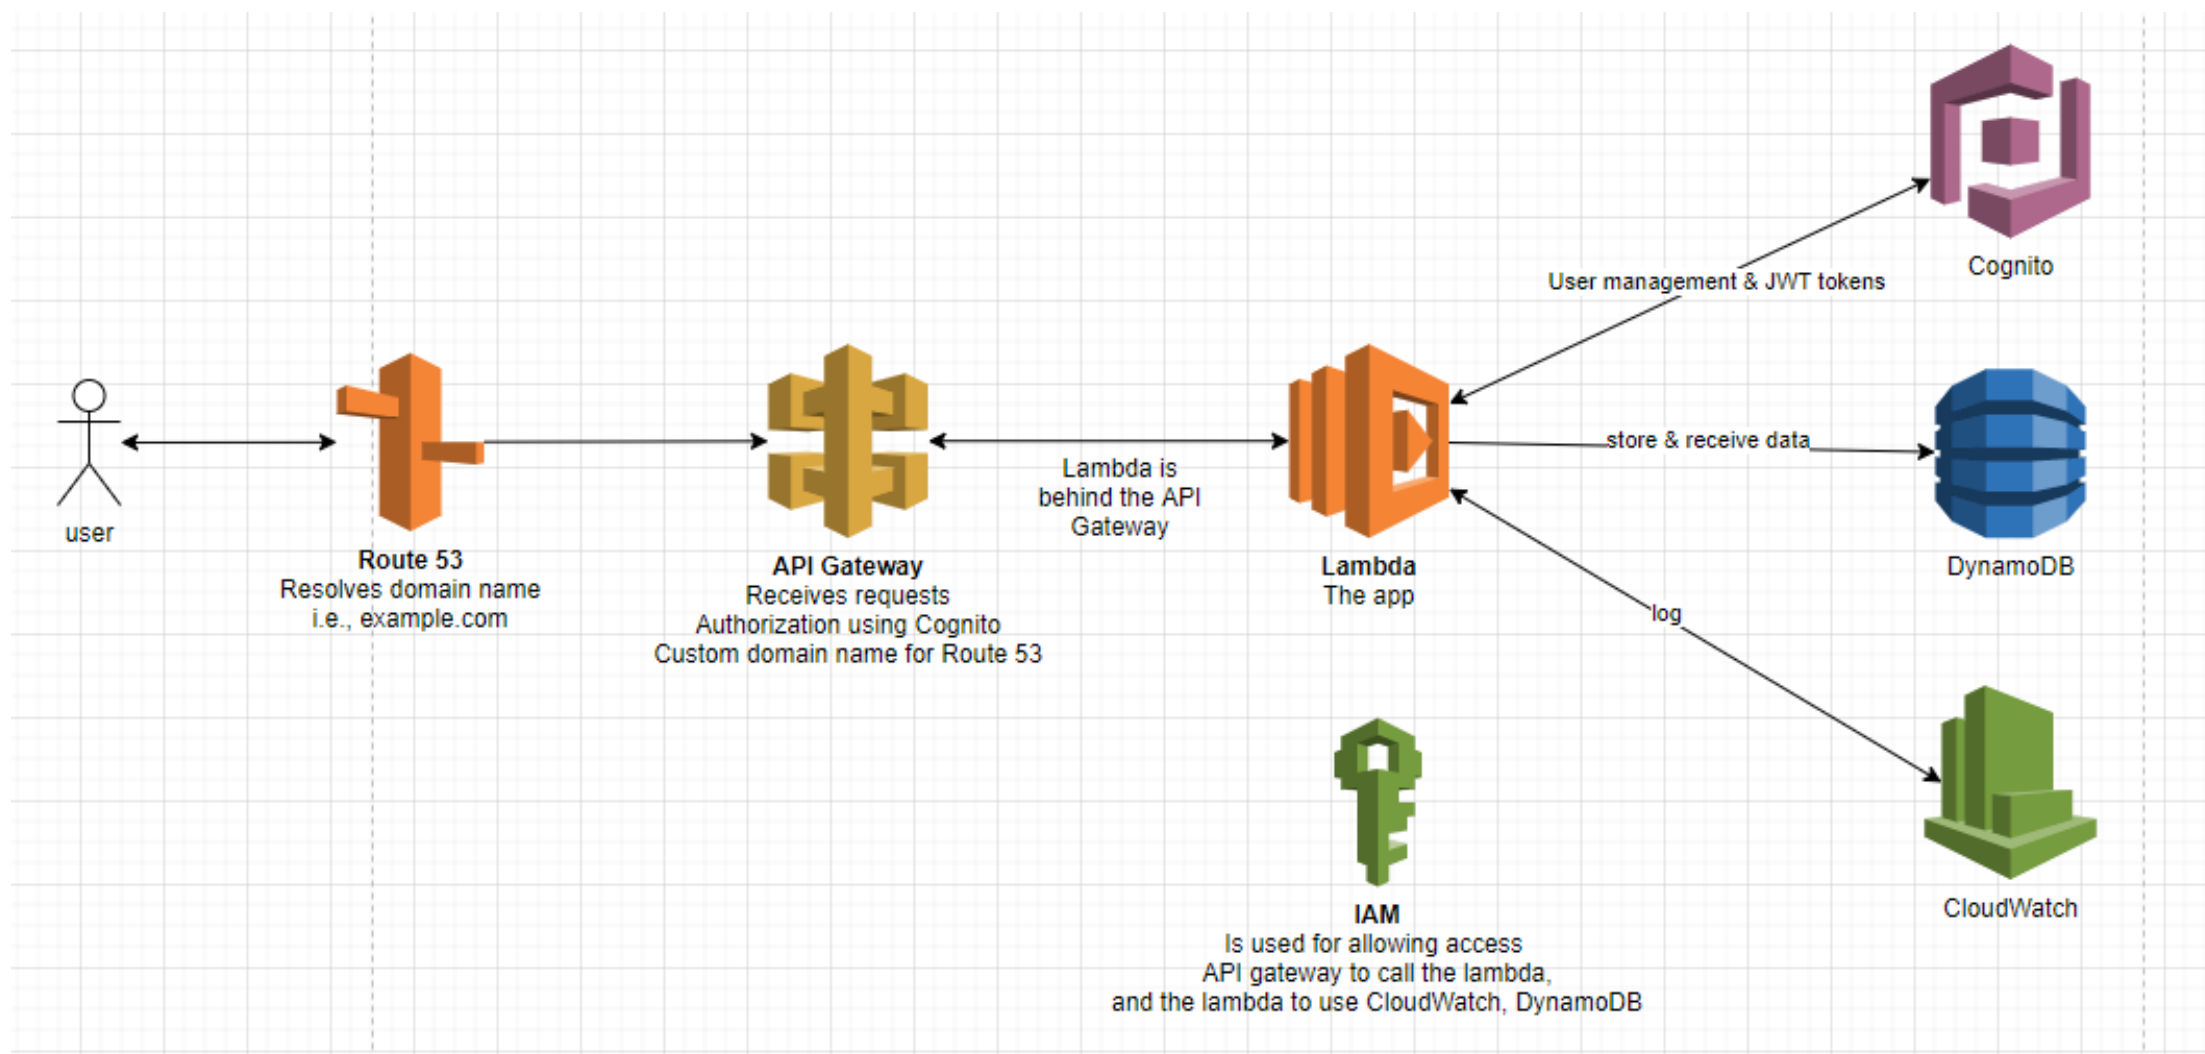 Cognito
User management & JWT tokens
user
Route 53
Resolves domain name
i.e., example.com
API Gateway
Receives requests
Authorization using Cognito
Custom domain name for Route 53
Lambda is
behind the API
Gateway
Lambda
The app
store & receive data
DynamoDB
log
CloudWatch
IAM
Is used for allowing access
API gateway to call the lambda,
and the lambda to use CloudWatch, DynamoDB